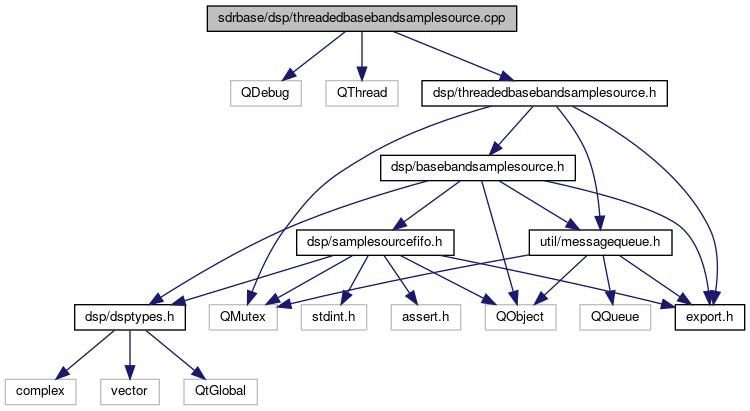 sdrbase/dsp/threadedbasebandsamplesource.cpp
QDebug
QThread
dsp/threadedbasebandsamplesource.h
dsp/basebandsamplesource.h
dsp/samplesourcefifo.h
util/messagequeue.h
dsp/dsptypes.h
QMutex
stdint.h
assert.h
QObject
QQueue
export.h
complex
vector
QtGlobal